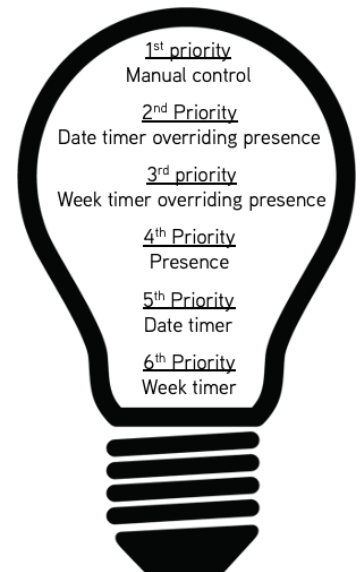 1st priority
Manual control
2nd Priority
Date timer overriding presence
3rd priority
Week timer overriding presence
4th Priority
Presence
5th Priority
Date timer
6th Priority
Week timer